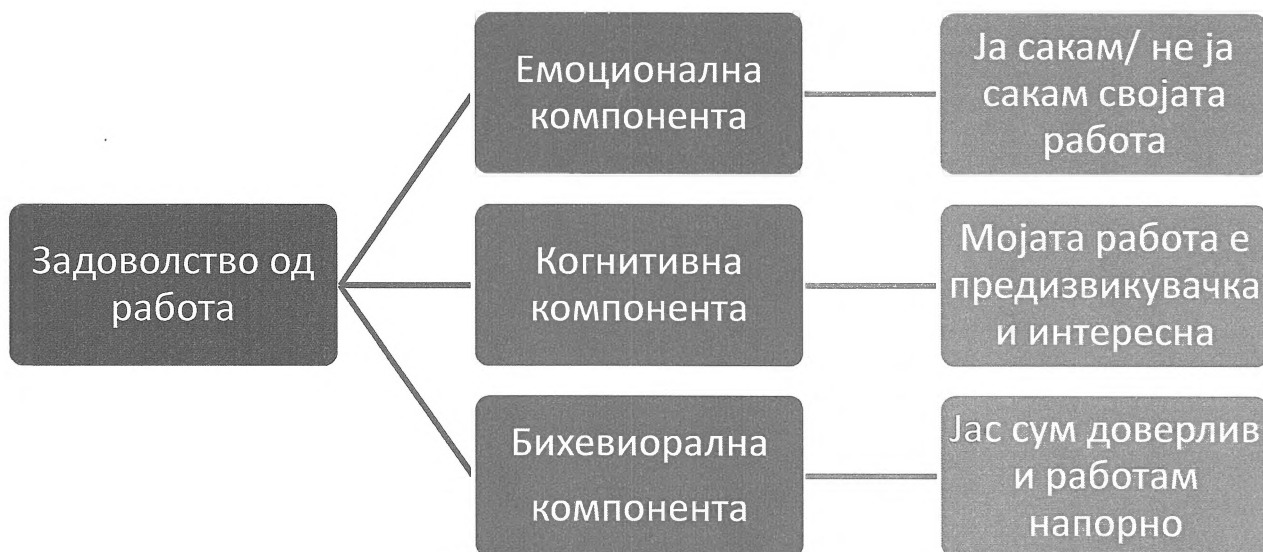 Задоволство од
работа
Емоционална
компонента
Ја сакам/ не ја
сакам својата
работа
Когнитивна
компонента
Мојата работа е
предизвикувачка
и интересна
Бихевиорална
компонента
Јас сум доверлив
и работам
напорно